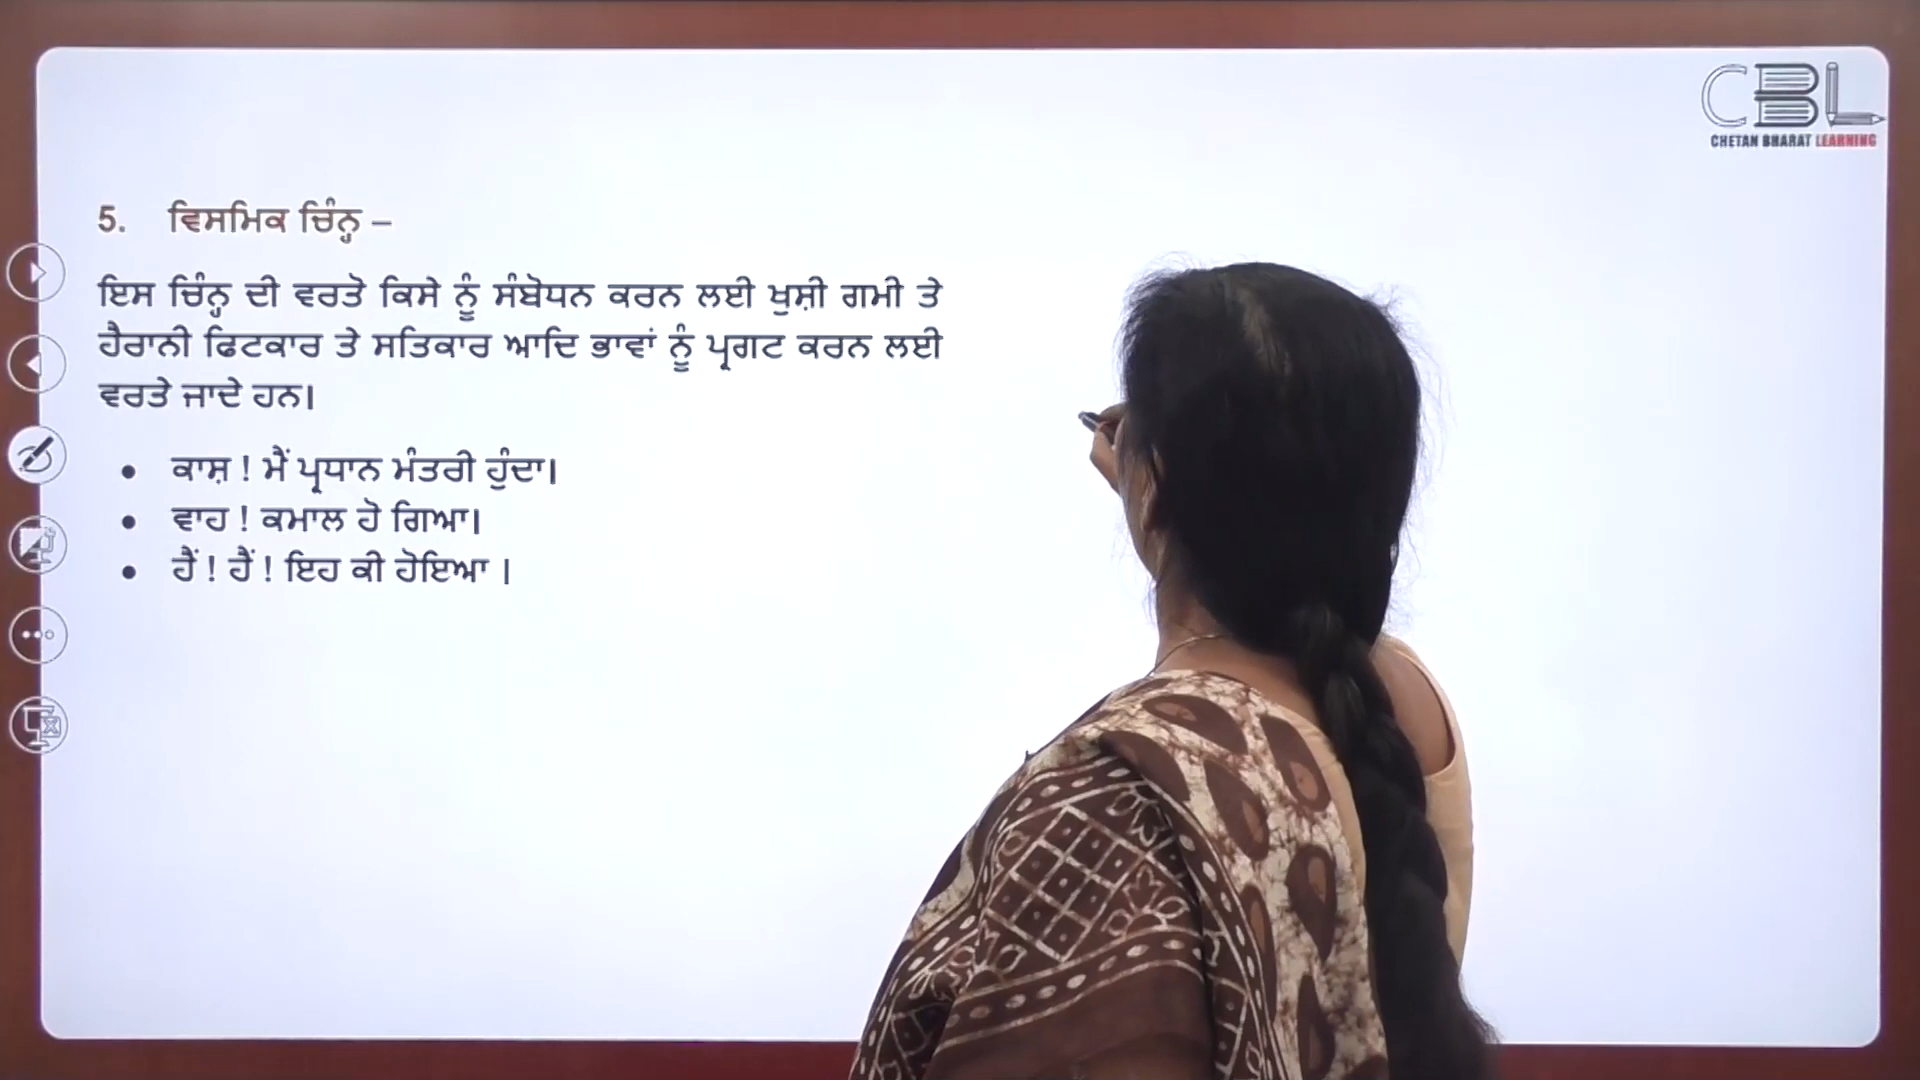 CBL
CHETAN BHARAT LEARNING
5. ਵਿਸਮਿਕ ਚਿੰਨ੍ਹ –
ਇਸ ਚਿੰਨ੍ਹ ਦੀ ਵਰਤੋ ਕਿਸੇ ਨੂੰ ਸੰਬੋਧਨ ਕਰਨ ਲਈ ਖੁਸ਼ੀ ਗਮੀ ਤੇ
ਹੈਰਾਨੀ ਫਿਟਕਾਰ ਤੇ ਸਤਿਕਾਰ ਆਦਿ ਭਾਵਾਂ ਨੂੰ ਪ੍ਰਗਟ ਕਰਨ ਲਈ
ਵਰਤੇ ਜਾਦੇ ਹਨ।
• ਕਾਸ਼ ! ਮੈਂ ਪ੍ਰਧਾਨ ਮੰਤਰੀ ਹੁੰਦਾ।
• ਵਾਹ ! ਕਮਾਲ ਹੋ ਗਿਆ।
• ਹੈਂ ! ਹੈਂ ! ਇਹ ਕੀ ਹੋਇਆ ।